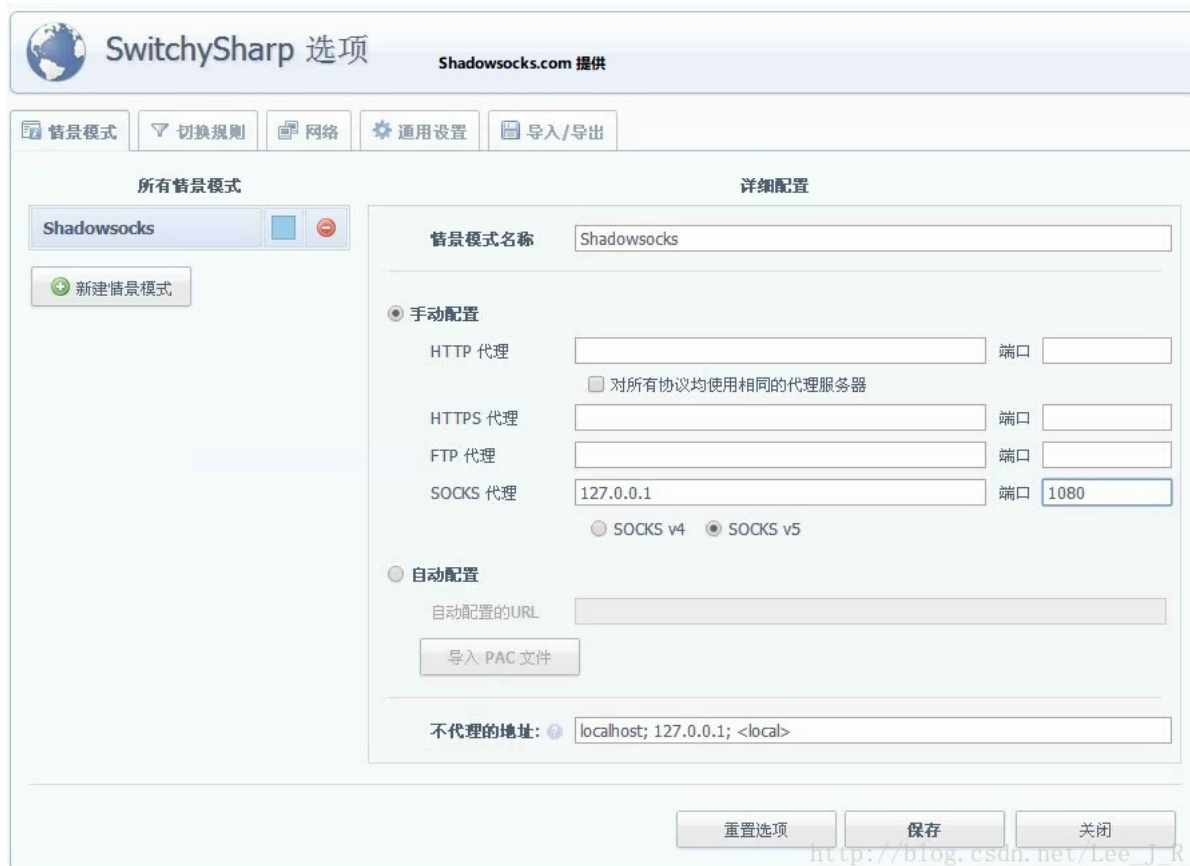 SwitchySharp 选项
Shadowsocks.com 提供
情景模式 切换规则 网络 通用设置 导入/导出
所有情景模式
Shadowsocks
新建情景模式
详细配置
情景模式名称 Shadowsocks
手动配置
HTTP 代理 端口
对所有协议均使用相同的代理服务器
HTTPS 代理 端口
FTP 代理 端口
SOCKS 代理 127.0.0.1 端口 1080
SOCKS v4 SOCKS v5
自动配置
自动配置的URL
导入 PAC 文件
不代理的地址: ? localhost; 127.0.0.1; <local>
重置选项 保存 关闭
http://blog.csdn.net/Lee_J_R